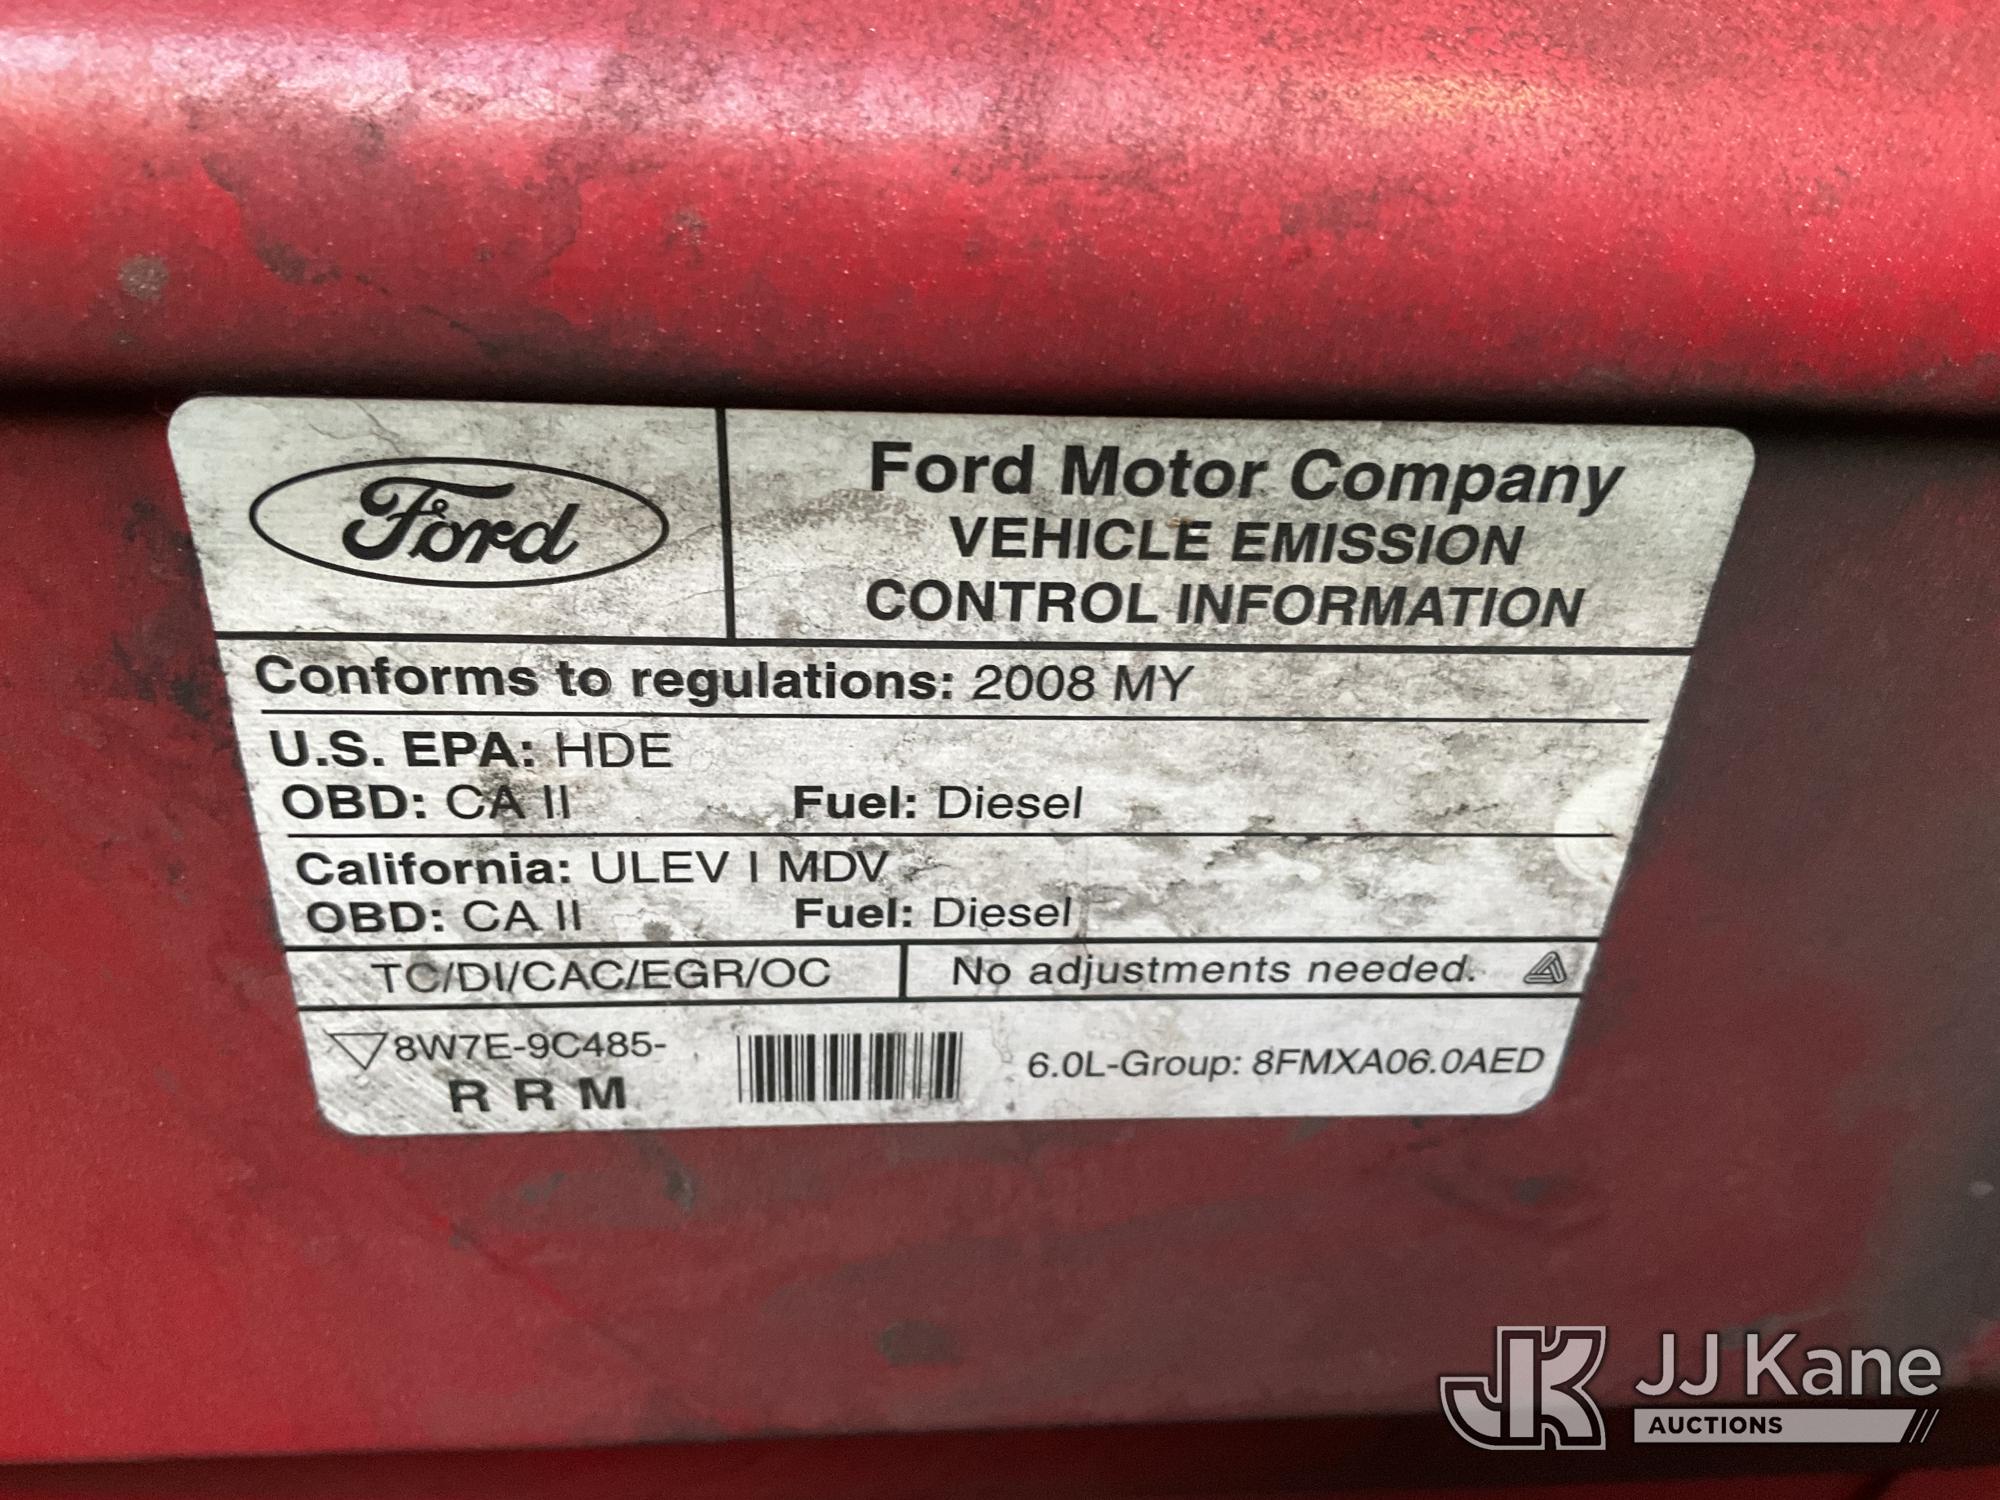 Ford
Ford Motor Company
VEHICLE EMISSION
CONTROL INFORMATION
Conforms to regulations: 2008 MY
U.S. EPA: HDE
OBD: CA II Fuel: Diesel
California: ULEV I MDV
OBD: CA II Fuel: Diesel
TC/DI/CAC/EGR/OC No adjustments needed.
8W7E-9C485-
R R M
6.0L-Group: 8FMXA06.0AED
JK
JJ Kane
AUCTIONS